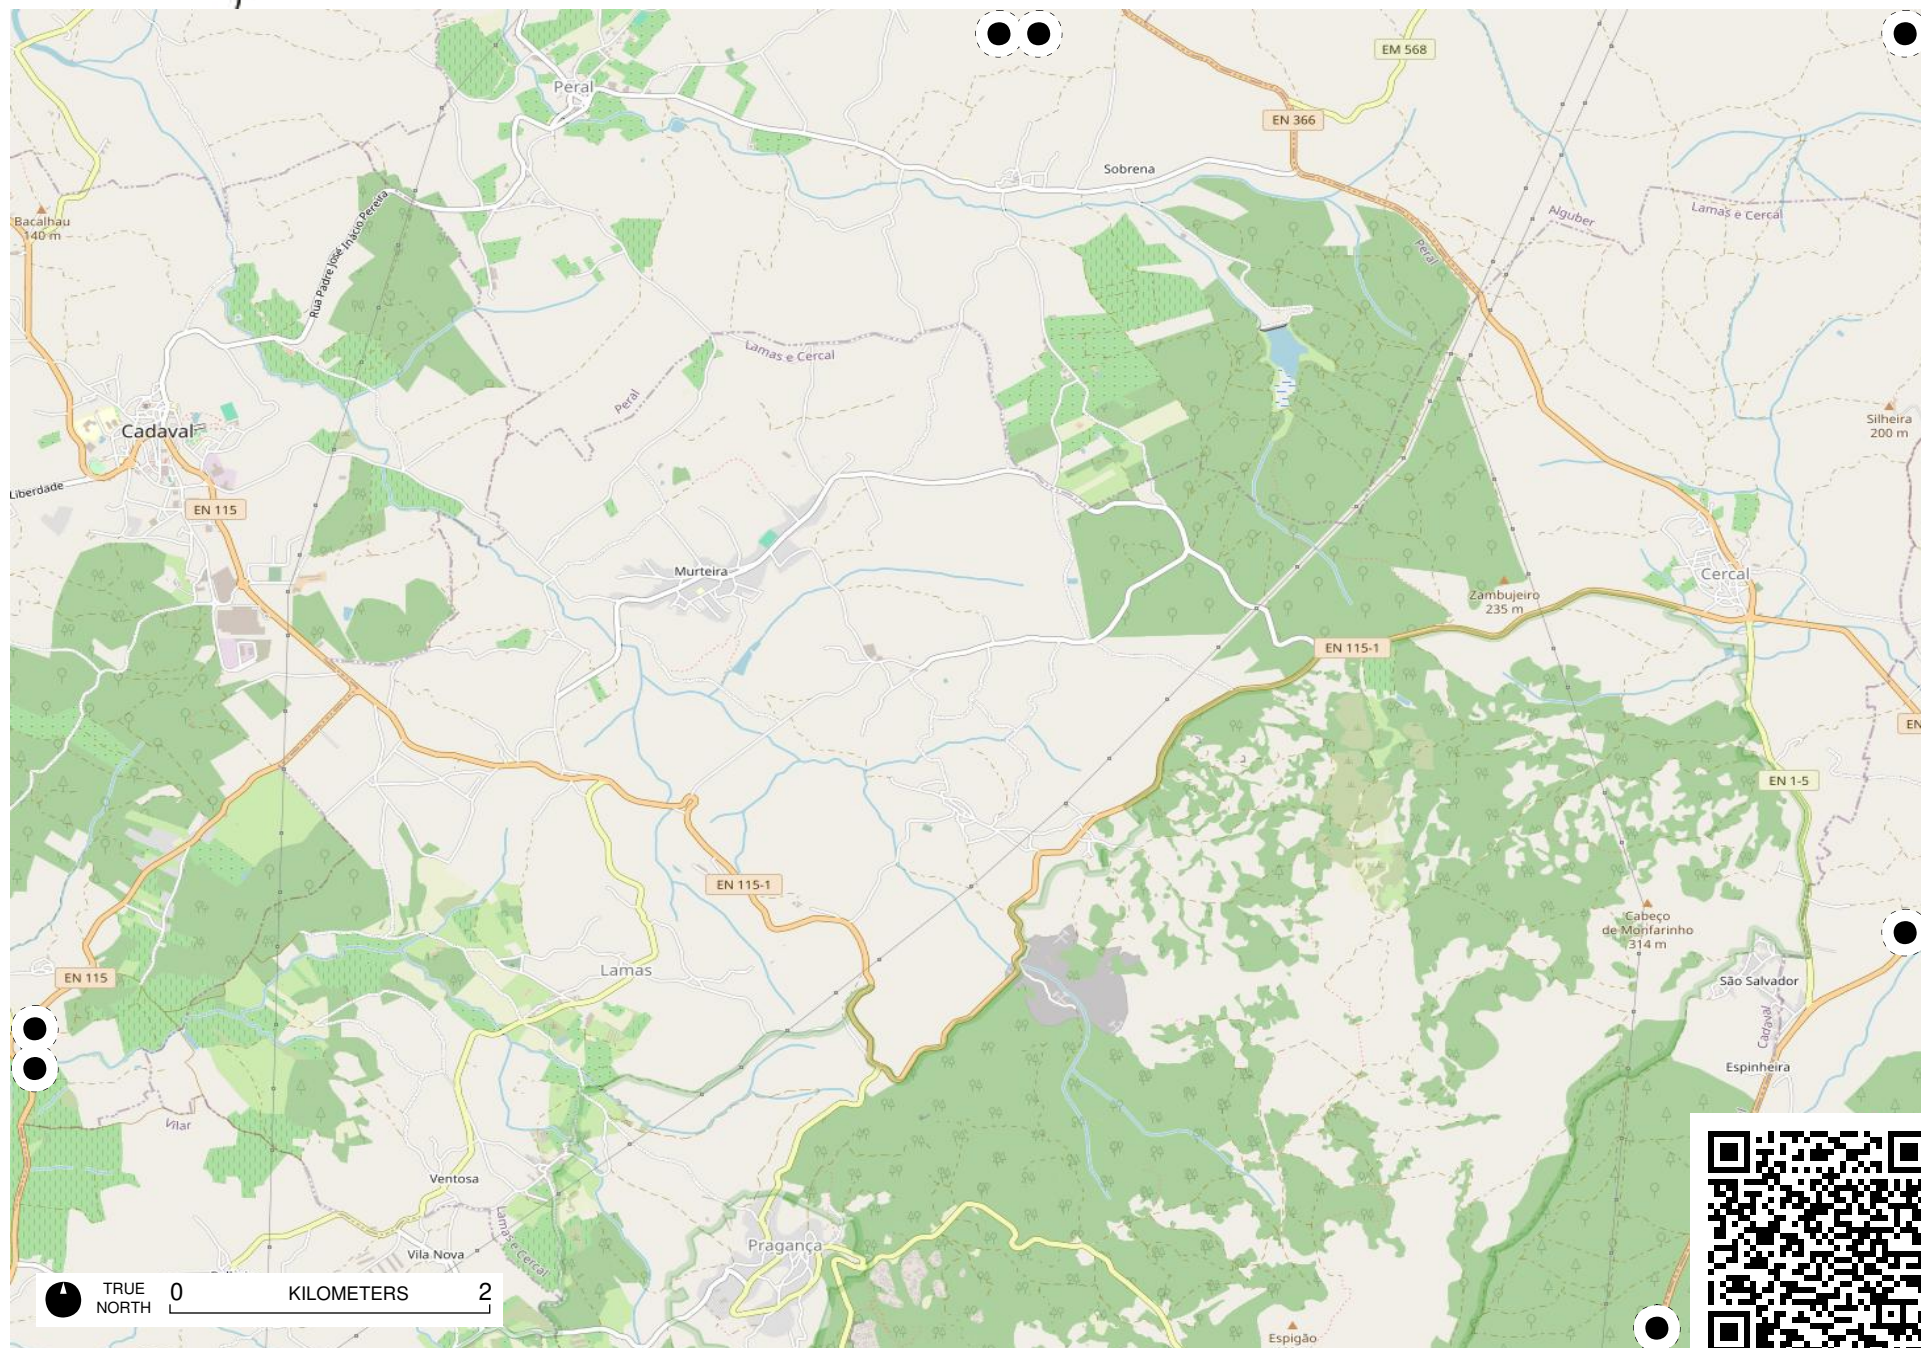 EM 568
Peral
EN 366
Sobrena
Bacalhau
140 m
Rua Padre José Inácio Pereira
Alguber
Lamas e Cercal
Peral
Lamas e Cercal
Peral
Silheira
200 m
Cadaval
Liberdade
EN 115
Murteira
Cercal
Zambujeiro
235 m
EN 115-1
EN
EN 1-5
EN 115-1
Cabeço
de Monfarinho
314 m
Lamas
EN 115
São Salvador
Cadaval
Espinheira
Vilar
Ventosa
Lamas e Cercal
Pragança
Vila Nova
TRUE
NORTH
0 KILOMETERS 2
Espigão